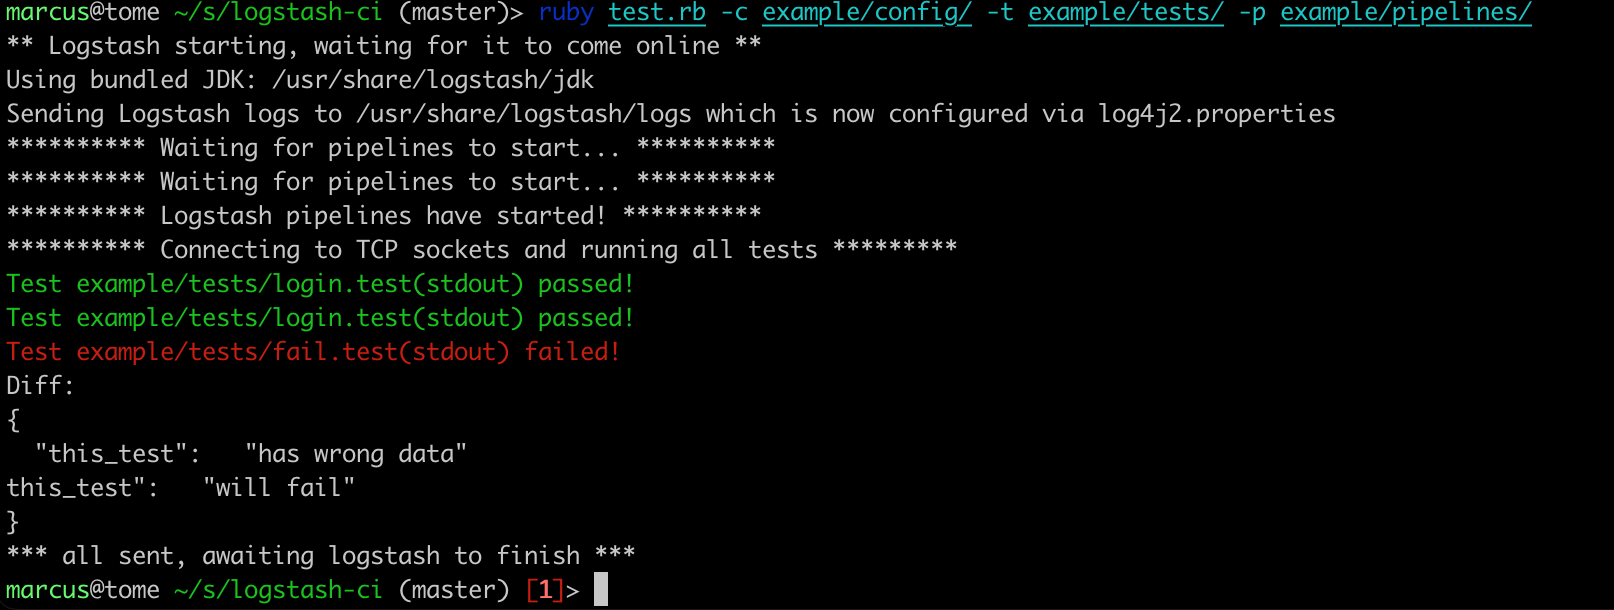 marcus@tome ~/s/logstash-ci (master)> ruby test.rb -c example/config/ -t example/tests/ -p example/pipelines/
** Logstash starting, waiting for it to come online **
Using bundled JDK: /usr/share/logstash/jdk
Sending Logstash logs to /usr/share/logstash/logs which is now configured via log4j2.properties
********** Waiting for pipelines to start... **********
********** Waiting for pipelines to start... **********
********** Logstash pipelines have started! **********
********** Connecting to TCP sockets and running all tests *********
Test example/tests/login.test(stdout) passed!
Test example/tests/login.test(stdout) passed!
Test example/tests/fail.test(stdout) failed!
Diff:
{
  "this_test":   "has wrong data"
this_test":   "will fail"
}
*** all sent, awaiting logstash to finish ***
marcus@tome ~/s/logstash-ci (master) [1]>